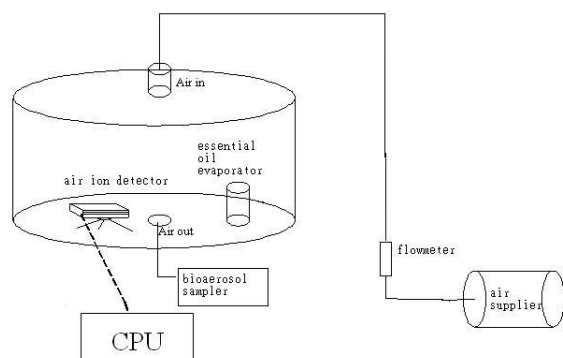 Air in
essential
oil
evaporator
air ion detector
Air out
flowmeter
bioaerosol
sampler
air
supplier
CPU